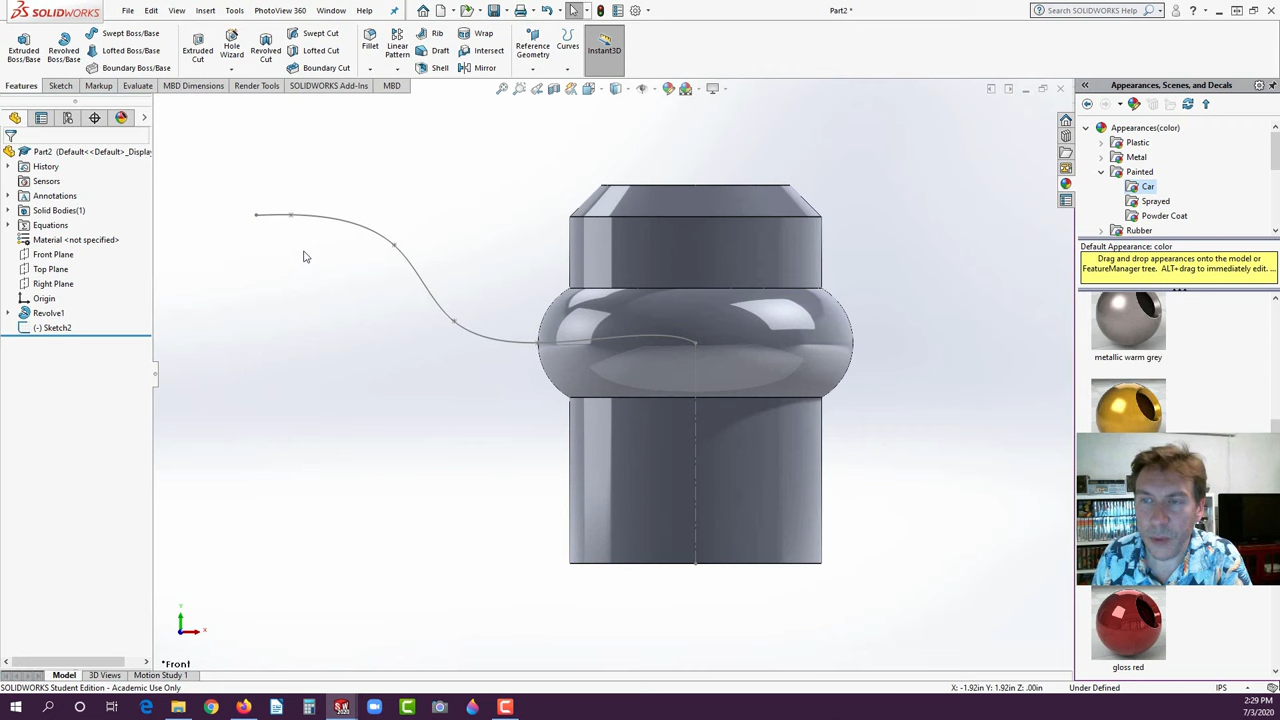 SOLIDWORKS
File Edit View Insert Tools PhotoView 360 Window Help
Part2 *
Search SOLIDWORKS Help
Extruded Boss/Base
Revolved Boss/Base
Swept Boss/Base
Lofted Boss/Base
Boundary Boss/Base
Extruded Cut
Hole Wizard
Revolved Cut
Swept Cut
Lofted Cut
Boundary Cut
Fillet
Linear Pattern
Rib
Draft
Shell
Wrap
Intersect
Mirror
Reference Geometry
Curves
Instant3D
Features Sketch Markup Evaluate MBD Dimensions Render Tools SOLIDWORKS Add-Ins MBD
Part2 (Default<<Default>_Display
History
Sensors
Annotations
Solid Bodies(1)
Equations
Material <not specified>
Front Plane
Top Plane
Right Plane
Origin
Revolve1
(-) Sketch2
Y
X
*Front
Appearances, Scenes, and Decals
Appearances(color)
Plastic
Metal
Painted
Car
Sprayed
Powder Coat
Rubber
Default Appearance: color
Drag and drop appearances onto the model or
FeatureManager tree. ALT+drag to immediately edit. ...
metallic warm grey
gloss red
Model 3D Views Motion Study 1
SOLIDWORKS Student Edition - Academic Use Only
X: -1.92in Y: 1.92in Z: .00in Under Defined IPS
2:29 PM
7/3/2020